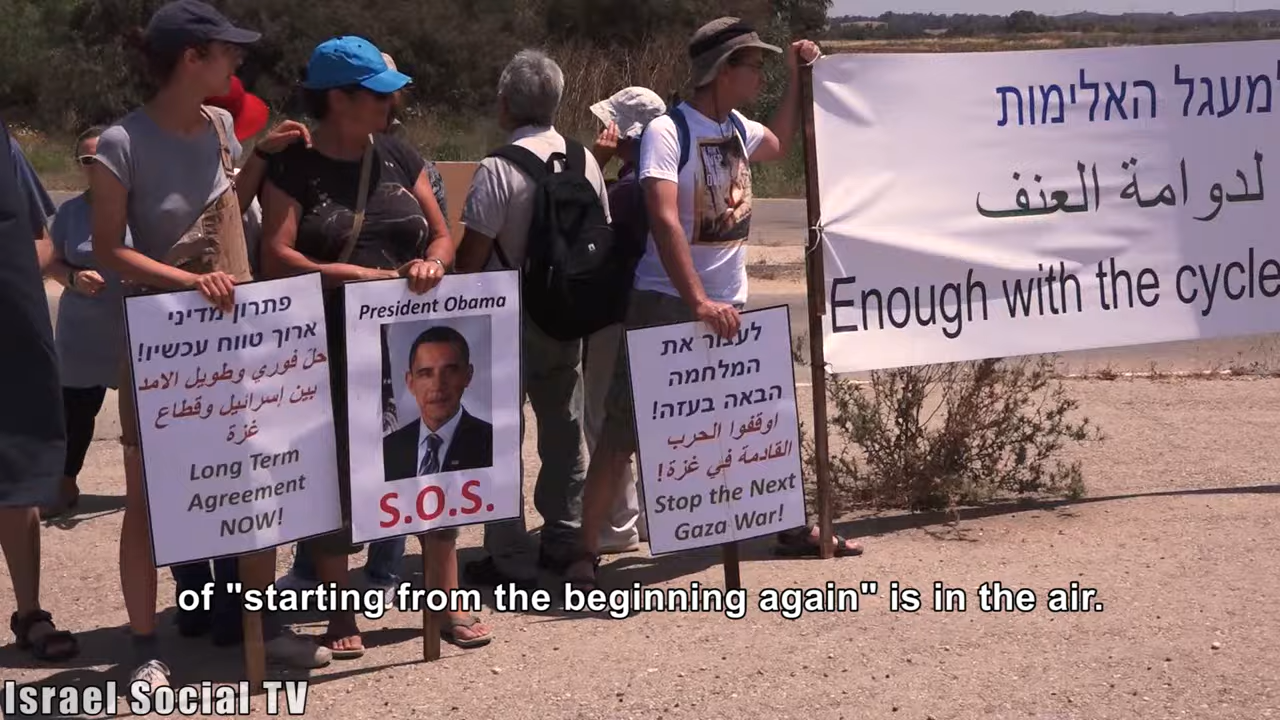 פתרון מדיני
ארוך טווח עכשיו!
حلّ فوري وطويل الامد
بين إسرائيل وقطاع
غزة
Long Term
Agreement
NOW!
President Obama
S.O.S.
לעצור את
המלחמה
הבאה בעזה!
اوقفوا الحرب
القادمة في غزة!
Stop the Next
Gaza War!
למעגל האלימות
لدوامة العنف
Enough with the cycle
of "starting from the beginning again" is in the air.
Israel Social TV